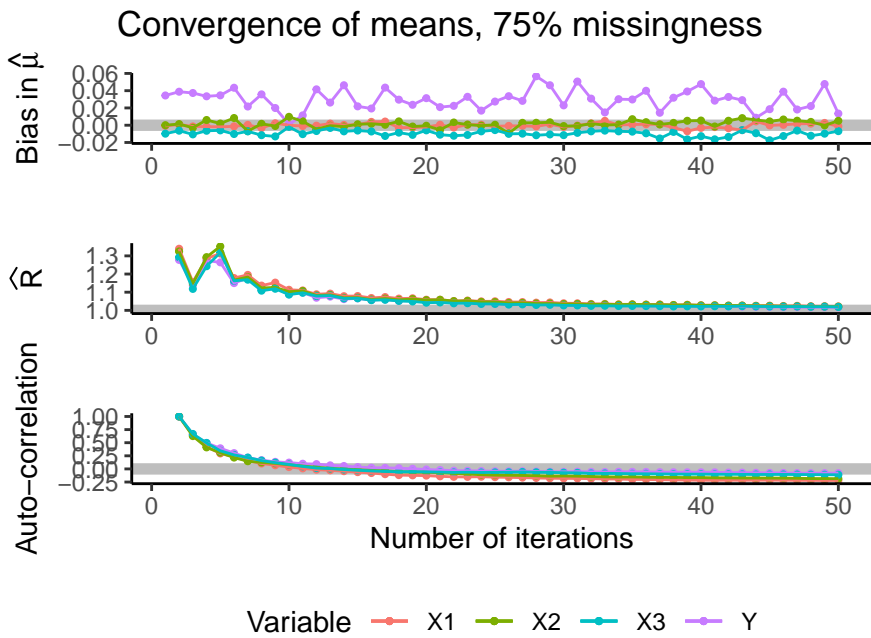 Convergence of means, 75% missingness
Bias in μ̂
0.06
0.04
0.02
0.00
−0.02
0 10 20 30 40 50
R̂
1.3
1.2
1.1
1.0
0 10 20 30 40 50
Auto−correlation
1.00
0.75
0.50
0.25
0.00
−0.25
0 10 20 30 40 50
Number of iterations
Variable X1 X2 X3 Y